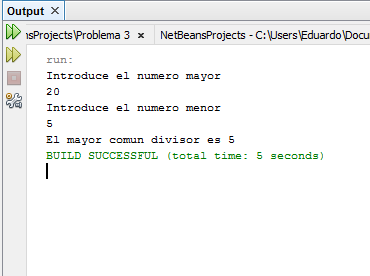 Output ×
nsProjects\Problema 3 × NetBeansProjects - C:\Users\Eduardo\Docu
run:
Introduce el numero mayor
20
Introduce el numero menor
5
El mayor comun divisor es 5
BUILD SUCCESSFUL (total time: 5 seconds)